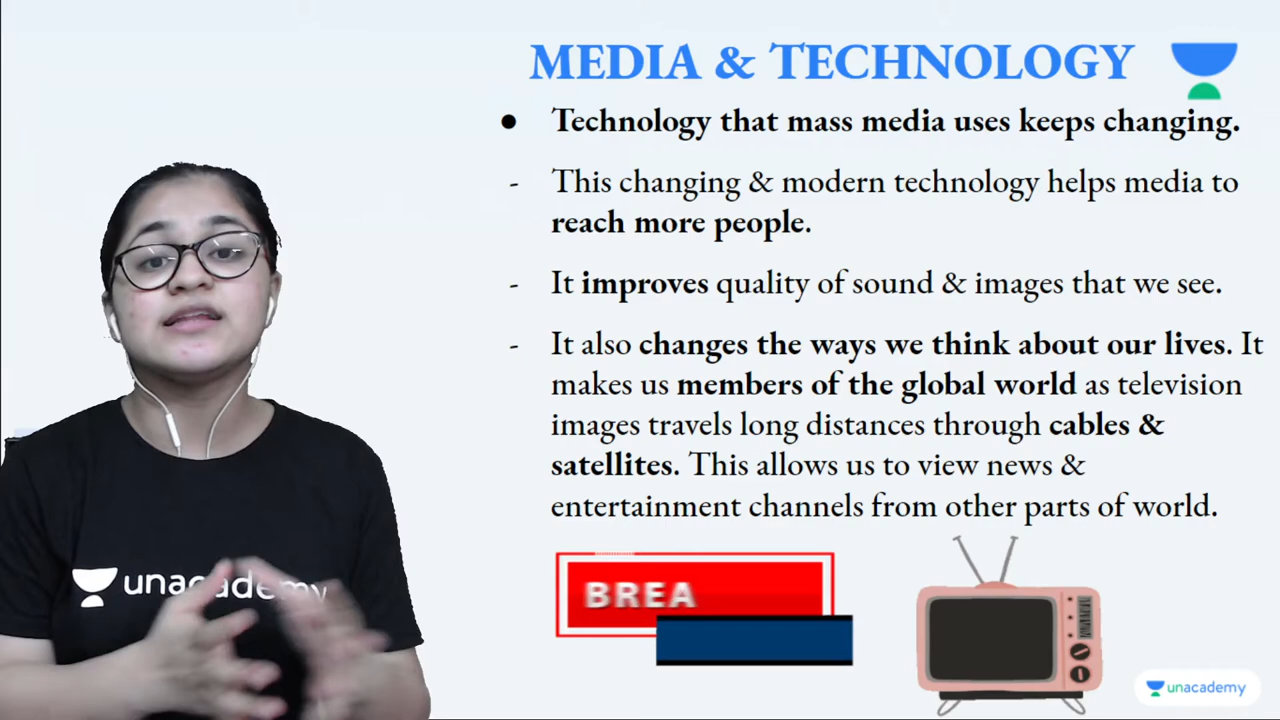 MEDIA & TECHNOLOGY
● Technology that mass media uses keeps changing.
- This changing & modern technology helps media to
reach more people.
- It improves quality of sound & images that we see.
- It also changes the ways we think about our lives. It
makes us members of the global world as television
images travels long distances through cables &
satellites. This allows us to view news &
entertainment channels from other parts of world.
BREA
unacademy
unacademy